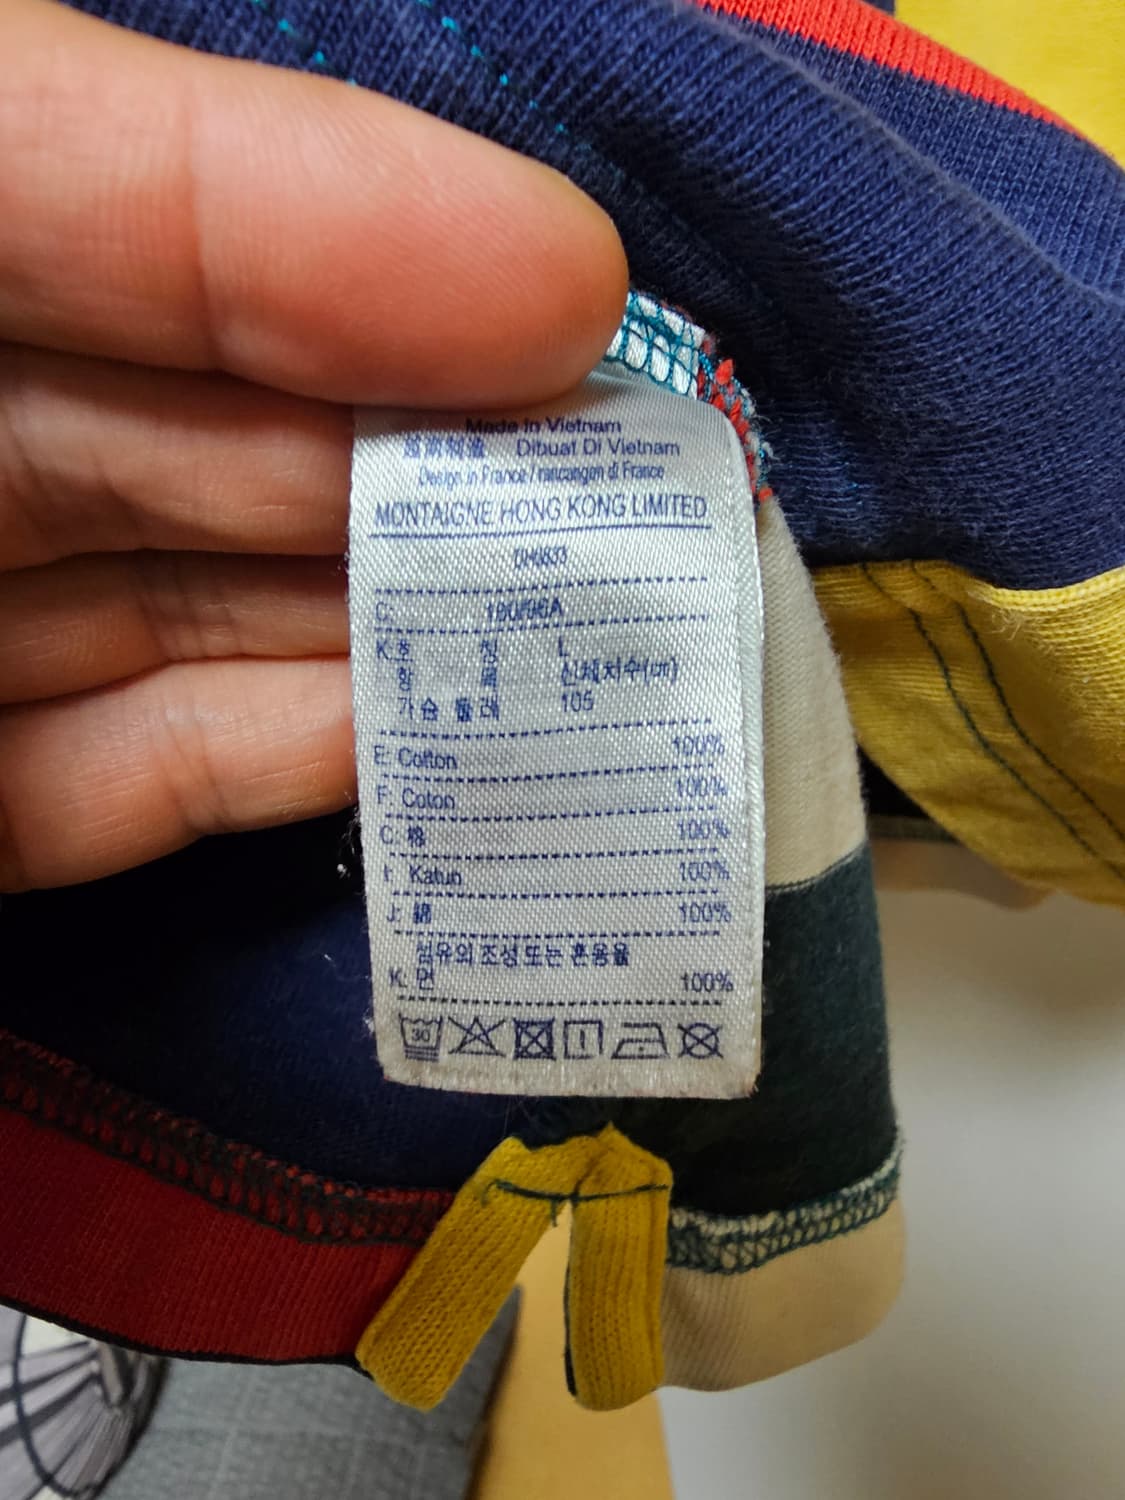 Made in Vietnam
越南制造 Dibuat Di Vietnam
Design in France / rancangan di France
MONTAIGNE HONG KONG LIMITED
C: 180/96A
K: 호 칭 L
항 목 신체치수(cm)
가슴 둘레 105
E: Cotton 100%
F: Coton 100%
C: 棉 100%
I: Katun 100%
J: 綿 100%
섬유의 조성 또는 혼용율
K: 면 100%
30